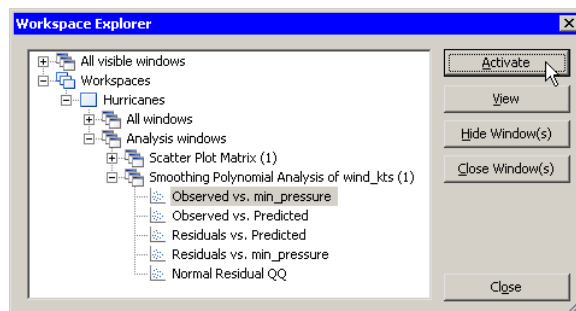 Workspace Explorer
All visible windows
Workspaces
Hurricanes
All windows
Analysis windows
Scatter Plot Matrix (1)
Smoothing Polynomial Analysis of wind_kts (1)
Observed vs. min_pressure
Observed vs. Predicted
Residuals vs. Predicted
Residuals vs. min_pressure
Normal Residual QQ
Activate
View
Hide Window(s)
Close Window(s)
Close